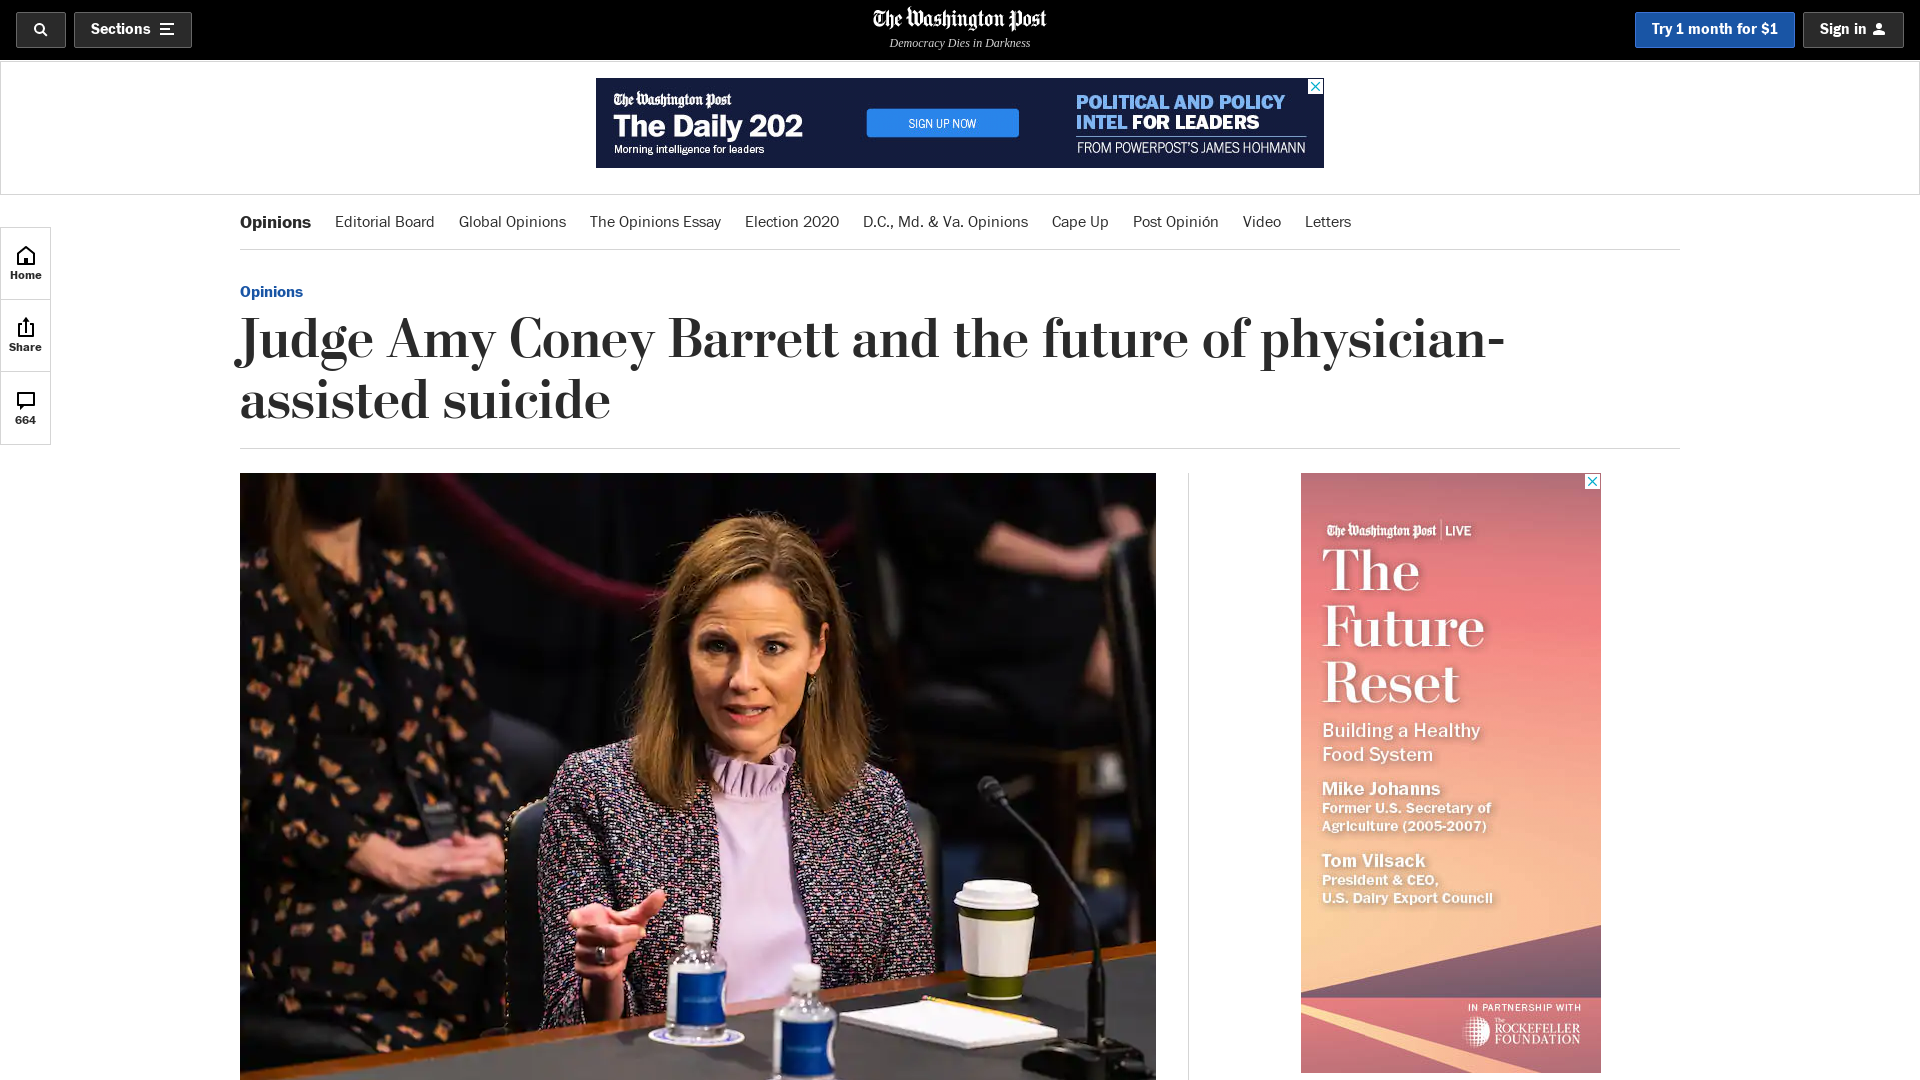 Sections
The Washington Post
Democracy Dies in Darkness
Try 1 month for $1
Sign in
The Washington Post
The Daily 202
Morning intelligence for leaders
SIGN UP NOW
POLITICAL AND POLICY
INTEL FOR LEADERS
FROM POWERPOST'S JAMES HOHMANN
Opinions Editorial Board Global Opinions The Opinions Essay Election 2020 D.C., Md. & Va. Opinions Cape Up Post Opinión Video Letters
Home
Share
664
Opinions
Judge Amy Coney Barrett and the future of physician-
assisted suicide
The Washington Post LIVE
The
Future
Reset
Building a Healthy
Food System
Mike Johanns
Former U.S. Secretary of
Agriculture (2005-2007)
Tom Vilsack
President & CEO,
U.S. Dairy Export Council
IN PARTNERSHIP WITH
The
ROCKEFELLER
FOUNDATION